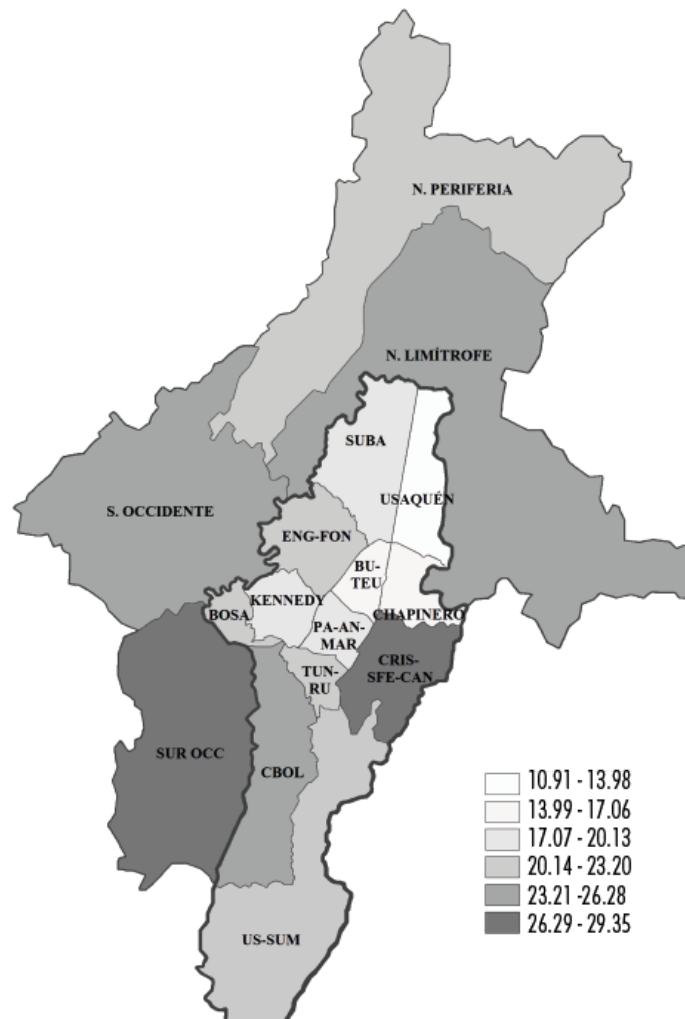 N. PERIFERIA
N. LIMÍTROFE
SUBA
USAQUÉN
S. OCCIDENTE
ENG-FON
BU-
TEU
KENNEDY
BOSA
CHAPINERO
PA-AN-
MAR
CRIS-
SFE-CAN
TUN-
RU
SUR OCC
CBOL
US-SUM
10.91 - 13.98
13.99 - 17.06
17.07 - 20.13
20.14 - 23.20
23.21 -26.28
26.29 - 29.35